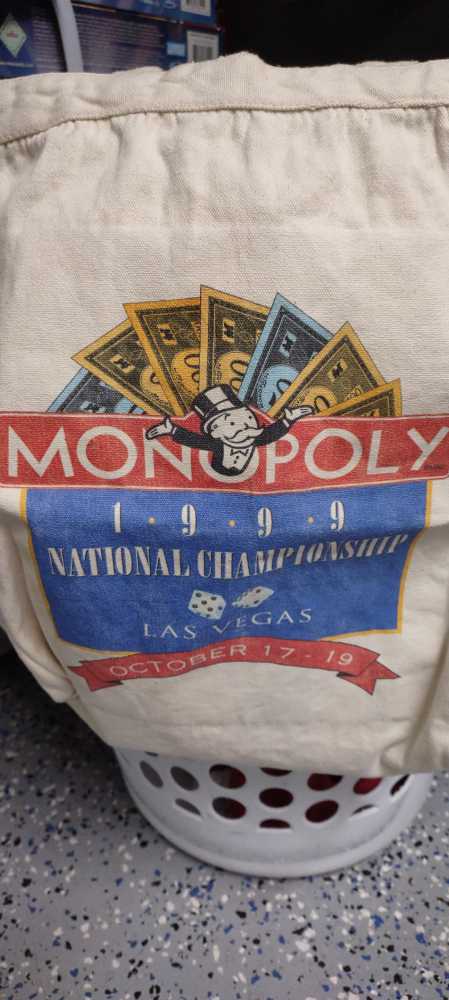 MONOPOLY
1 · 9 · 9 · 9
NATIONAL CHAMPIONSHIP
LAS VEGAS
OCTOBER 17 - 19